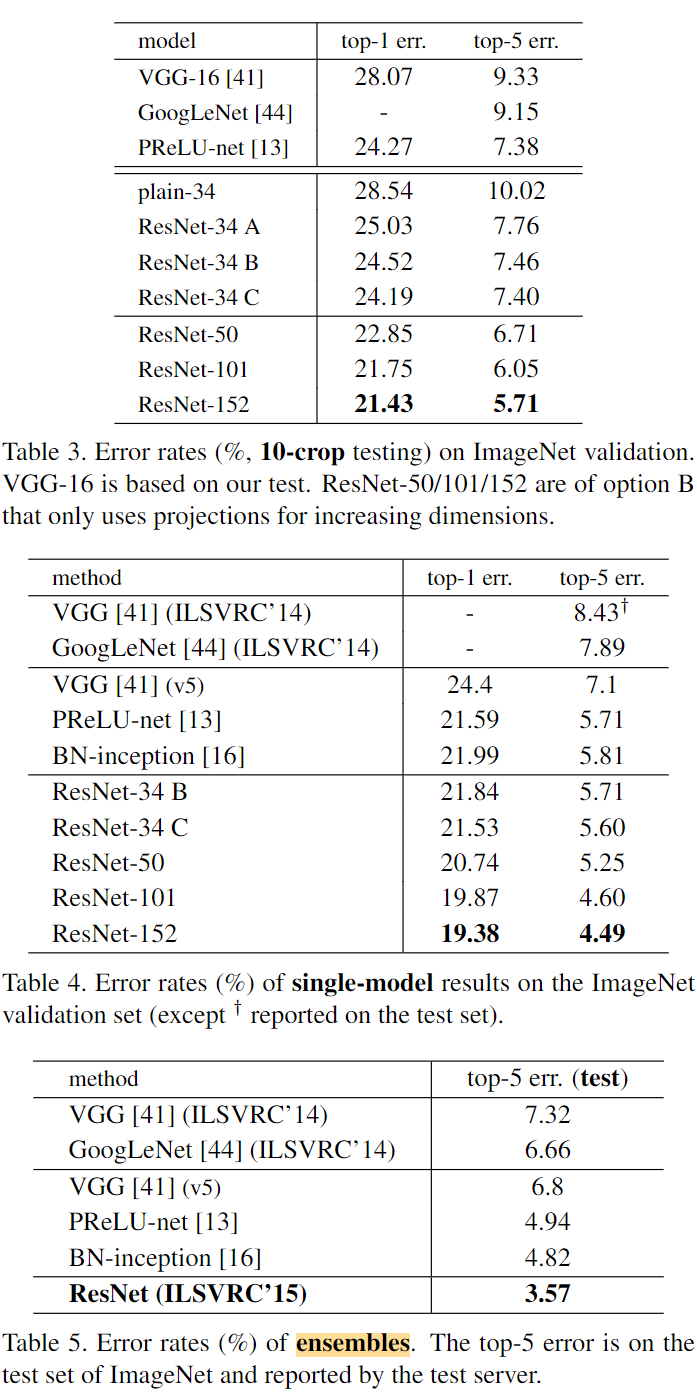 model top-1 err. top-5 err.
VGG-16 [41] 28.07 9.33
GoogLeNet [44] - 9.15
PReLU-net [13] 24.27 7.38
plain-34 28.54 10.02
ResNet-34 A 25.03 7.76
ResNet-34 B 24.52 7.46
ResNet-34 C 24.19 7.40
ResNet-50 22.85 6.71
ResNet-101 21.75 6.05
ResNet-152 21.43 5.71
Table 3. Error rates (%, 10-crop testing) on ImageNet validation.
VGG-16 is based on our test. ResNet-50/101/152 are of option B
that only uses projections for increasing dimensions.
method top-1 err. top-5 err.
VGG [41] (ILSVRC’14) - 8.43†
GoogLeNet [44] (ILSVRC’14) - 7.89
VGG [41] (v5) 24.4 7.1
PReLU-net [13] 21.59 5.71
BN-inception [16] 21.99 5.81
ResNet-34 B 21.84 5.71
ResNet-34 C 21.53 5.60
ResNet-50 20.74 5.25
ResNet-101 19.87 4.60
ResNet-152 19.38 4.49
Table 4. Error rates (%) of single-model results on the ImageNet
validation set (except † reported on the test set).
method top-5 err. (test)
VGG [41] (ILSVRC’14) 7.32
GoogLeNet [44] (ILSVRC’14) 6.66
VGG [41] (v5) 6.8
PReLU-net [13] 4.94
BN-inception [16] 4.82
ResNet (ILSVRC’15) 3.57
Table 5. Error rates (%) of ensembles. The top-5 error is on the
test set of ImageNet and reported by the test server.